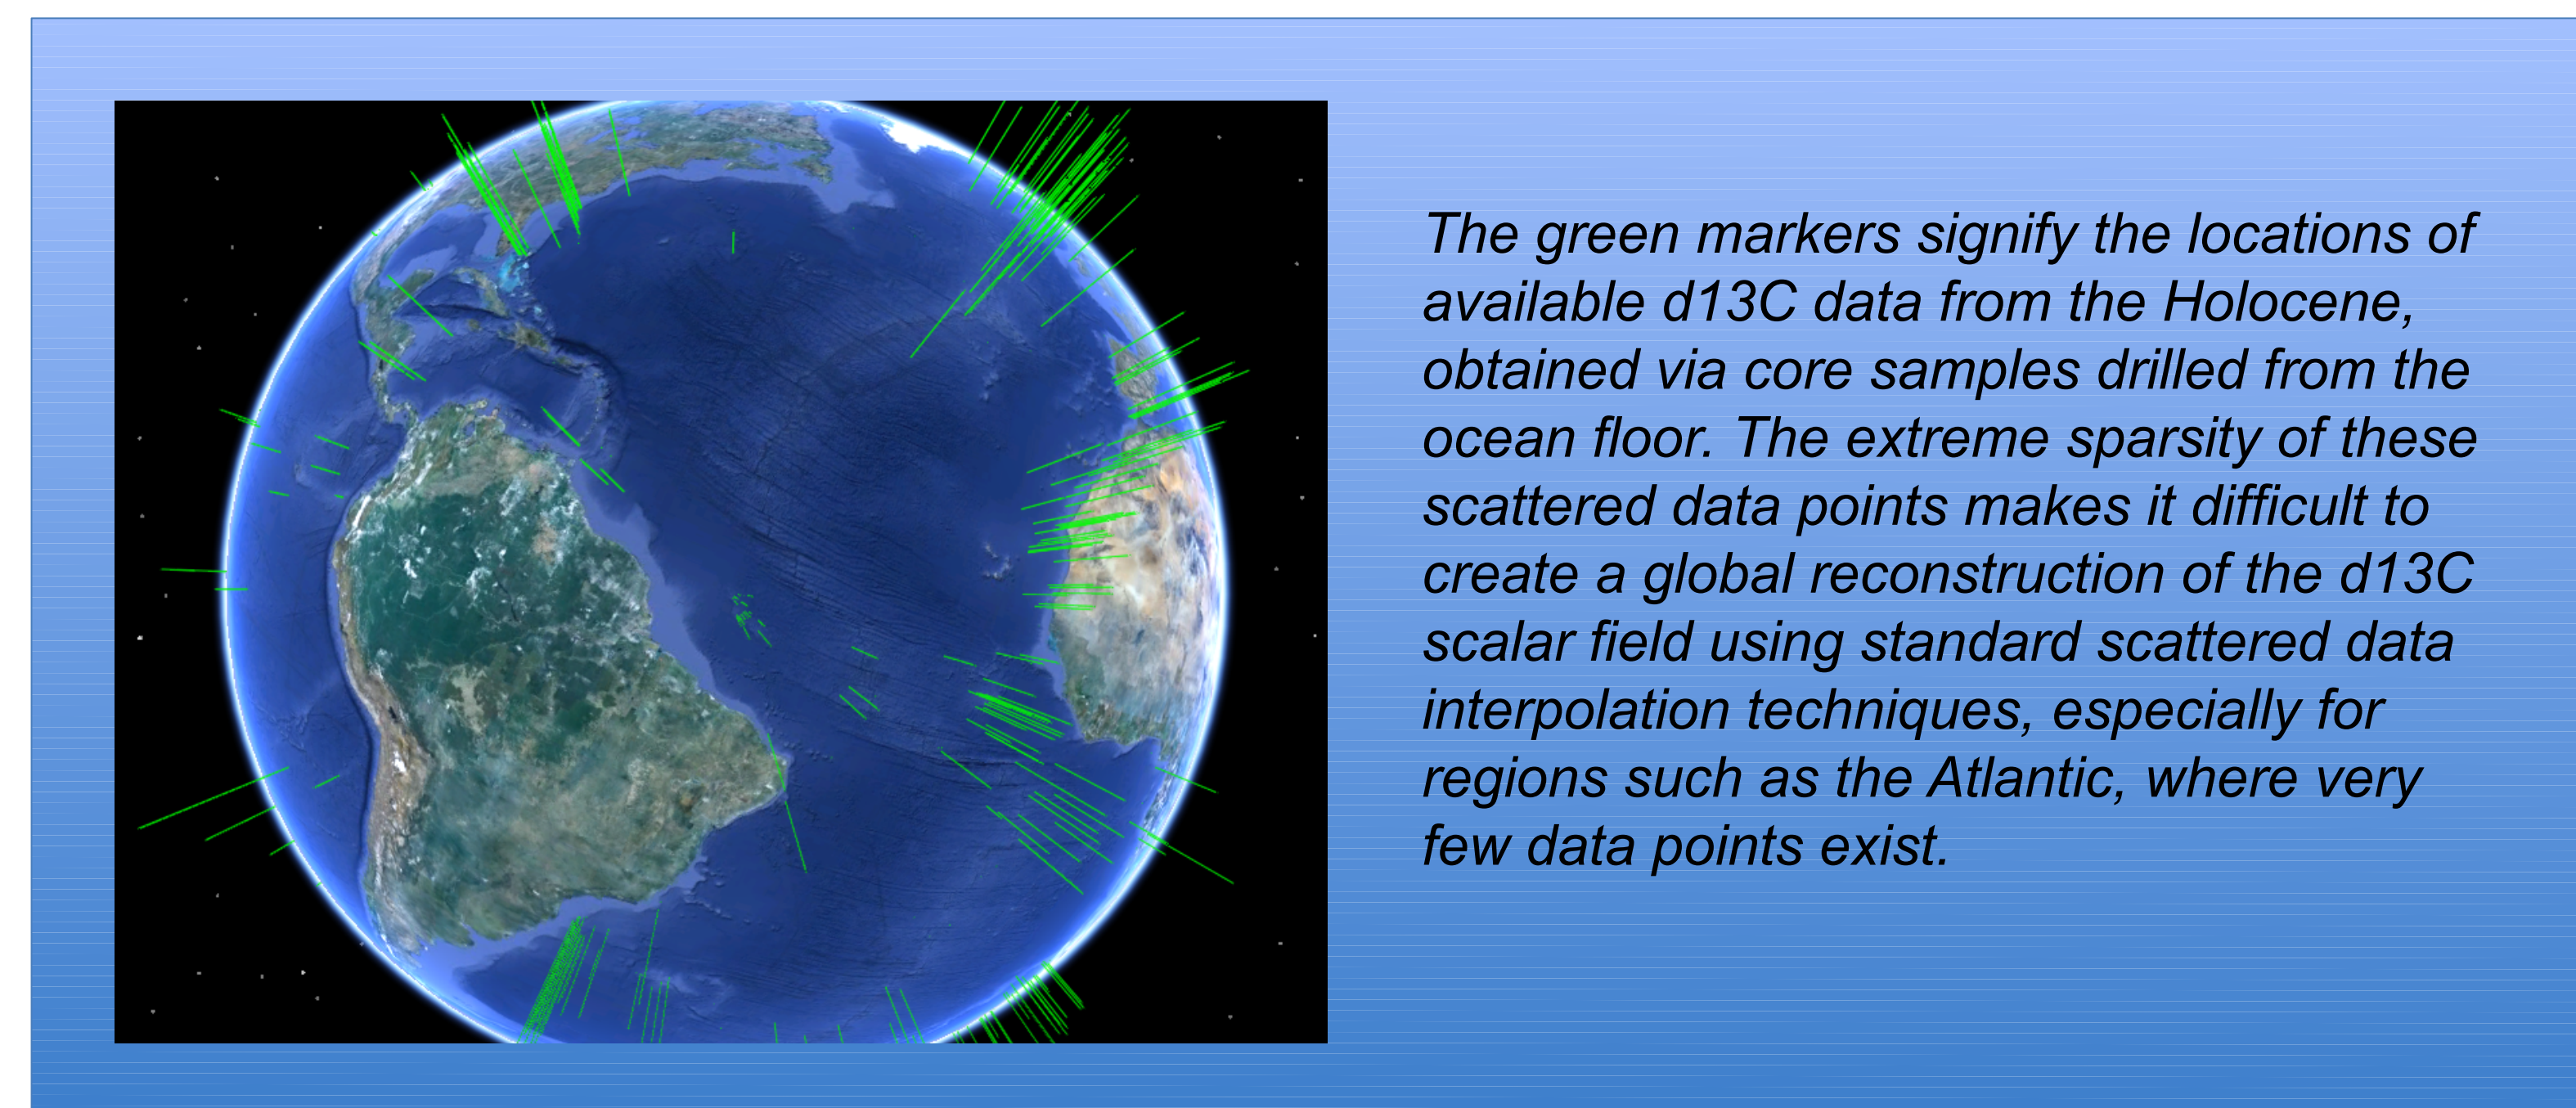 The green markers signify the locations of
available d13C data from the Holocene,
obtained via core samples drilled from the
ocean floor. The extreme sparsity of these
scattered data points makes it difficult to
create a global reconstruction of the d13C
scalar field using standard scattered data
interpolation techniques, especially for
regions such as the Atlantic, where very
few data points exist.